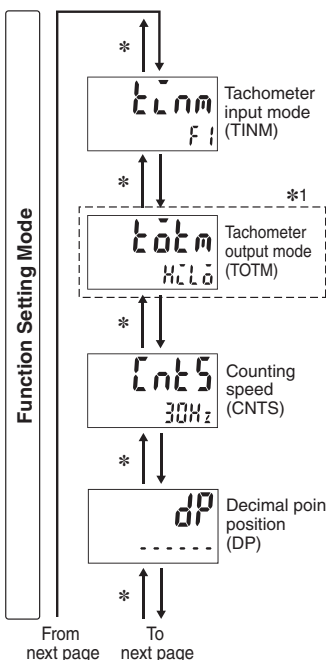 Function Setting Mode
*
tinm
F1
Tachometer
input mode
(TINM)
*
*1
totm
HiLo
Tachometer
output mode
(TOTM)
*
CntS
30Hz
Counting
speed
(CNTS)
*
dP
------
Decimal poin
position
(DP)
*
From
next page
To
next page